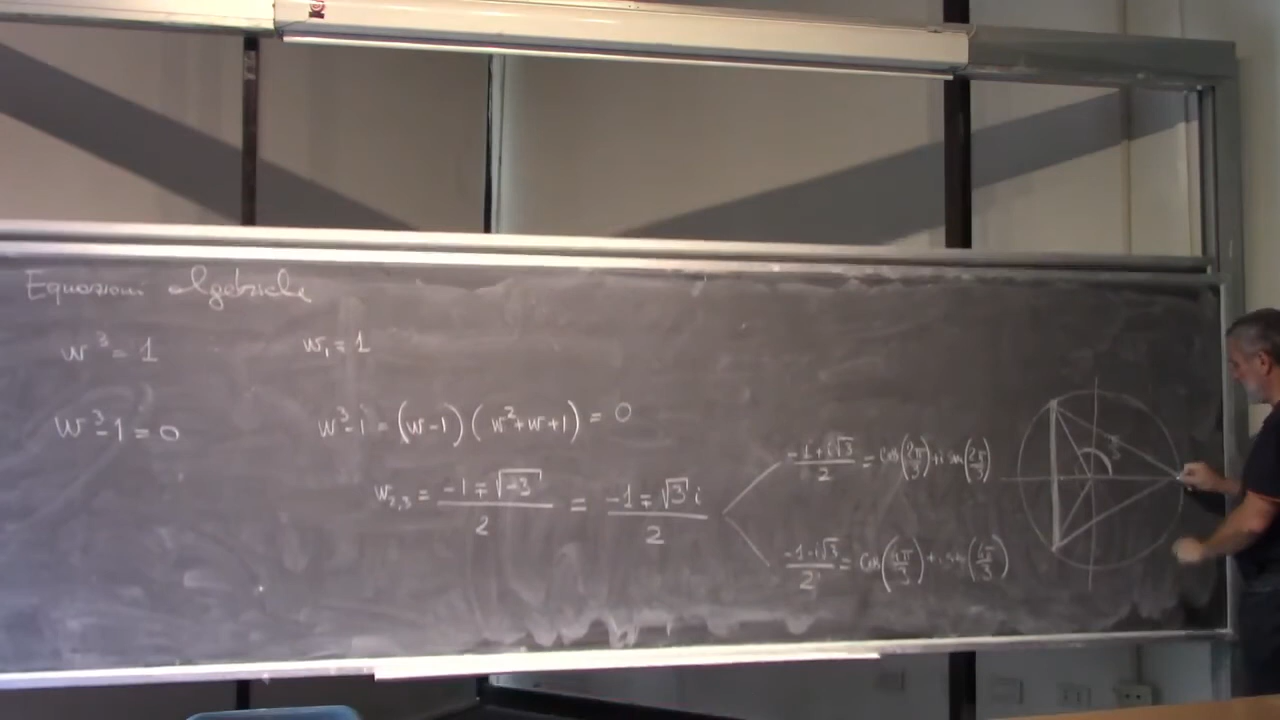 Equazioni algebriche
w³ = 1
w₁ = 1
w³-1 = 0
w³-1 = (w-1)(w²+w+1) = 0
w₂,₃ = (-1∓√-3)/2 = (-1∓√3 i)/2
(-1+i√3)/2 = cos(2π/3)+i sin(2π/3)
(-1-i√3)/2 = cos(4π/3)+i sin(4π/3)